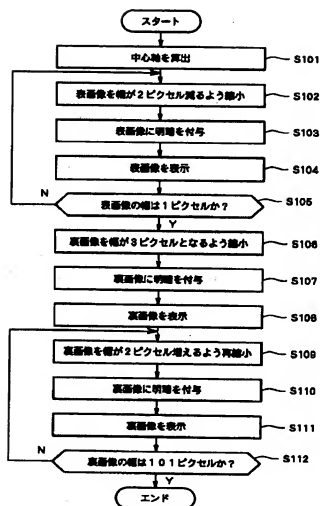 スタート
中心軸を算出
S101
表画像を幅が2ピクセル減るよう縮小
S102
表画像に明暗を付与
S103
表画像を表示
S104
N
表画像の幅は1ピクセルか？
S105
Y
裏画像を幅が3ピクセルとなるよう縮小
S106
裏画像に明暗を付与
S107
裏画像を表示
S108
裏画像を幅が2ピクセル増えるよう再縮小
S109
裏画像に明暗を付与
S110
裏画像を表示
S111
N
裏画像の幅は101ピクセルか？
S112
Y
エンド